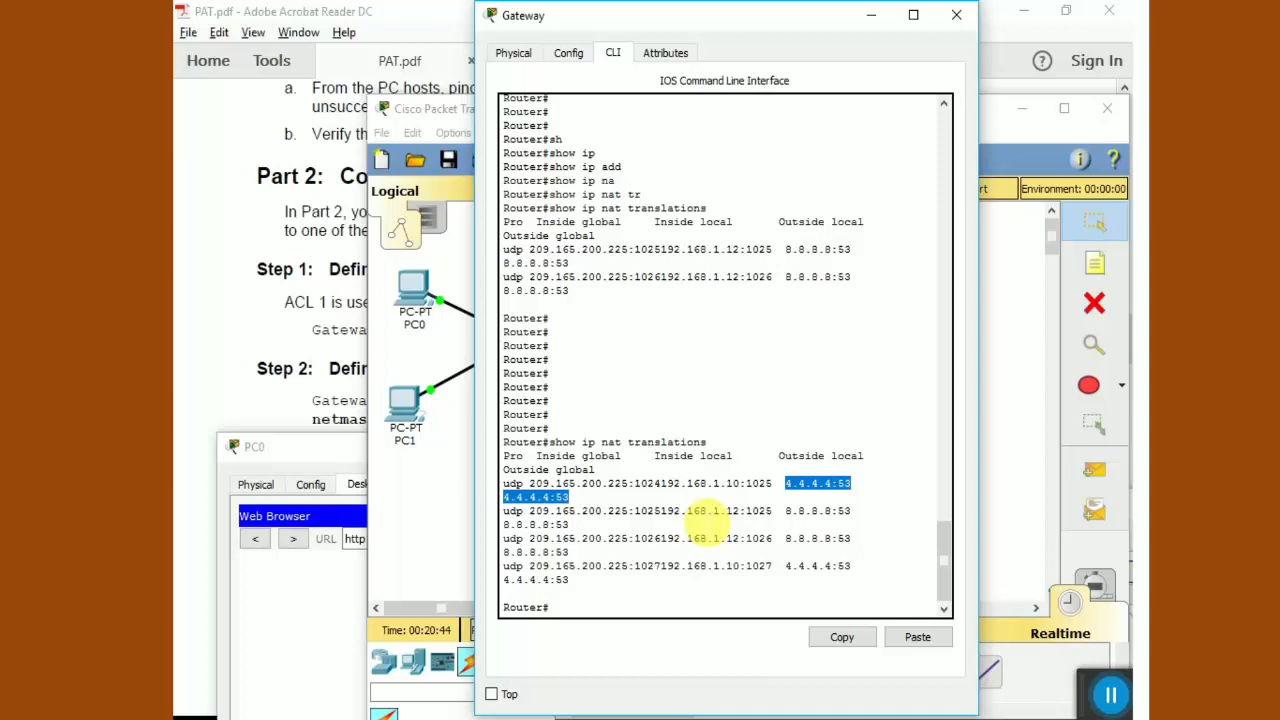 PAT.pdf - Adobe Acrobat Reader DC
File Edit View Window Help
Home Tools PAT.pdf × Sign In
a. From the PC hosts, ping
unsucce
b. Verify th
Part 2: Co
In Part 2, yo
to one of the
Step 1: Defin
ACL 1 is use
Gatewa
Step 2: Defin
Gatewa
netmas
Cisco Packet Tra
File Edit Options
Logical
rt
Environment: 00:00:00
PC-PT
PC0
PC-PT
PC1
Time: 00:20:44
Realtime
PC0
Physical Config Desk
Web Browser
< > URL http
Gateway
Physical Config CLI Attributes
IOS Command Line Interface
Router#
Router#
Router#
Router#sh
Router#show ip
Router#show ip add
Router#show ip na
Router#show ip nat tr
Router#show ip nat translations
Pro Inside global Inside local Outside local
Outside global
udp 209.165.200.225:1025192.168.1.12:1025 8.8.8.8:53
8.8.8.8:53
udp 209.165.200.225:1026192.168.1.12:1026 8.8.8.8:53
8.8.8.8:53
Router#
Router#
Router#
Router#
Router#
Router#
Router#
Router#
Router#
Router#show ip nat translations
Pro Inside global Inside local Outside local
Outside global
udp 209.165.200.225:1024192.168.1.10:1025 4.4.4.4:53
4.4.4.4:53
udp 209.165.200.225:1025192.168.1.12:1025 8.8.8.8:53
8.8.8.8:53
udp 209.165.200.225:1026192.168.1.12:1026 8.8.8.8:53
8.8.8.8:53
udp 209.165.200.225:1027192.168.1.10:1027 4.4.4.4:53
4.4.4.4:53
Router#
Copy Paste
Top